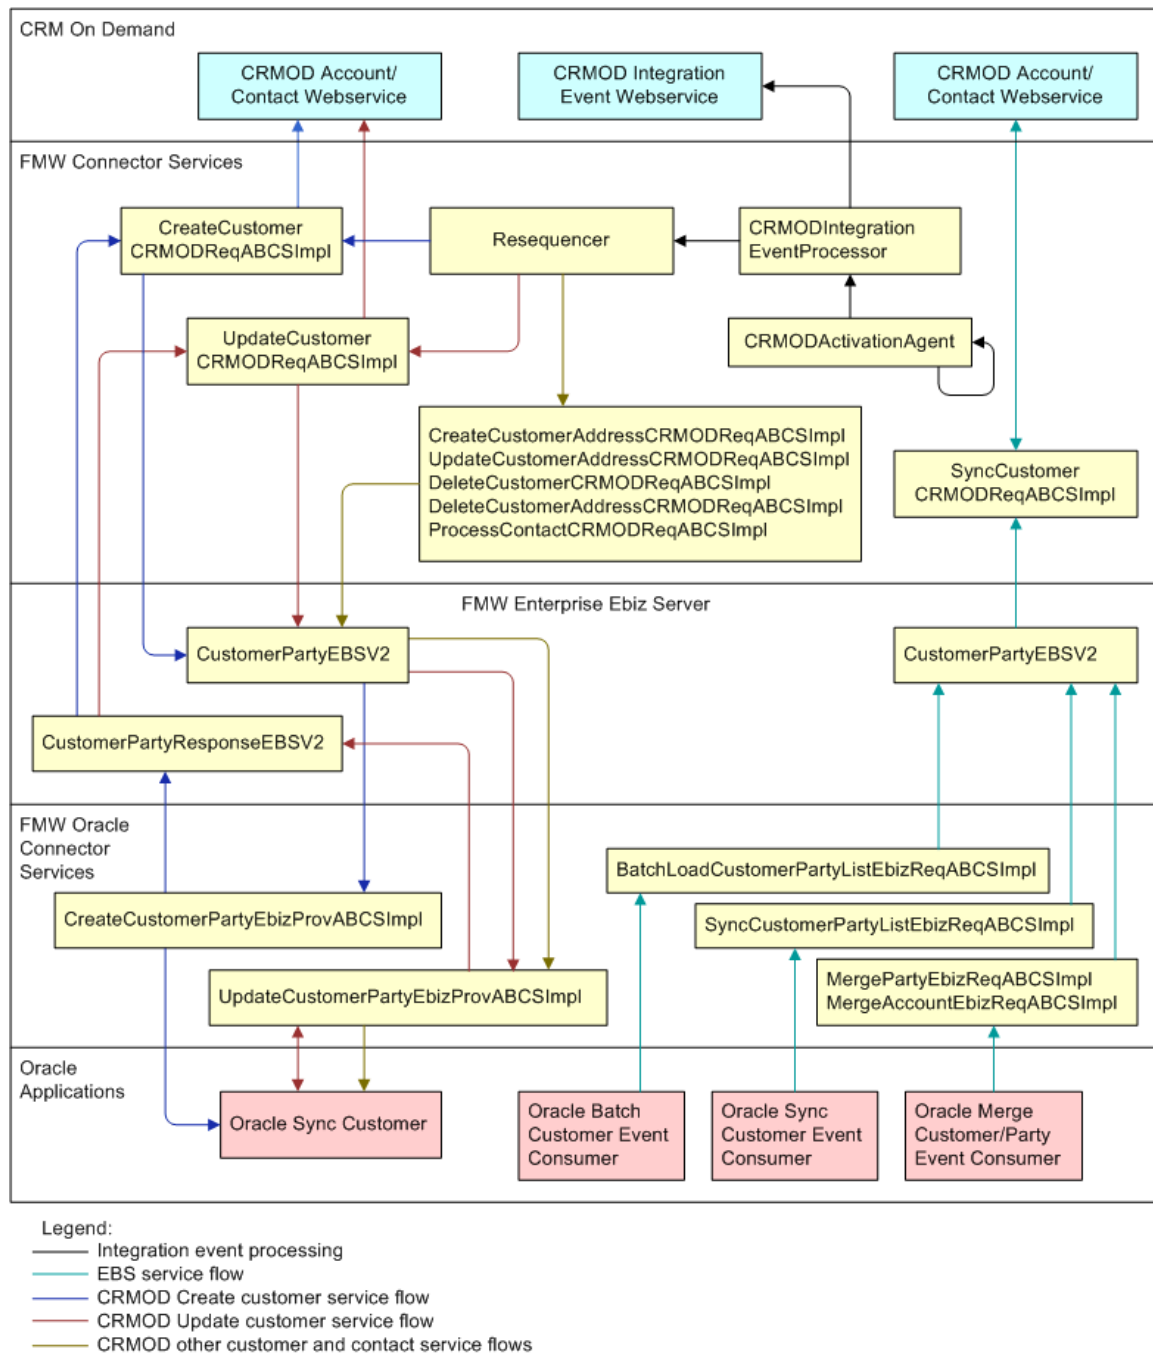 CRM On Demand
CRMOD Account/
Contact Webservice
CRMOD Integration
Event Webservice
CRMOD Account/
Contact Webservice
FMW Connector Services
CreateCustomer
CRMODReqABCSImpl
Resequencer
CRMODIntegration
EventProcessor
UpdateCustomer
CRMODReqABCSImpl
CRMODActivationAgent
CreateCustomerAddressCRMODReqABCSImpl
UpdateCustomerAddressCRMODReqABCSImpl
DeleteCustomerCRMODReqABCSImpl
DeleteCustomerAddressCRMODReqABCSImpl
ProcessContactCRMODReqABCSImpl
SyncCustomer
CRMODReqABCSImpl
FMW Enterprise Ebiz Server
CustomerPartyEBSV2
CustomerPartyEBSV2
CustomerPartyResponseEBSV2
FMW Oracle
Connector
Services
BatchLoadCustomerPartyListEbizReqABCSImpl
CreateCustomerPartyEbizProvABCSImpl
SyncCustomerPartyListEbizReqABCSImpl
UpdateCustomerPartyEbizProvABCSImpl
MergePartyEbizReqABCSImpl
MergeAccountEbizReqABCSImpl
Oracle
Applications
Oracle Sync Customer
Oracle Batch
Customer Event
Consumer
Oracle Sync
Customer Event
Consumer
Oracle Merge
Customer/Party
Event Consumer
Legend:
Integration event processing
EBS service flow
CRMOD Create customer service flow
CRMOD Update customer service flow
CRMOD other customer and contact service flows